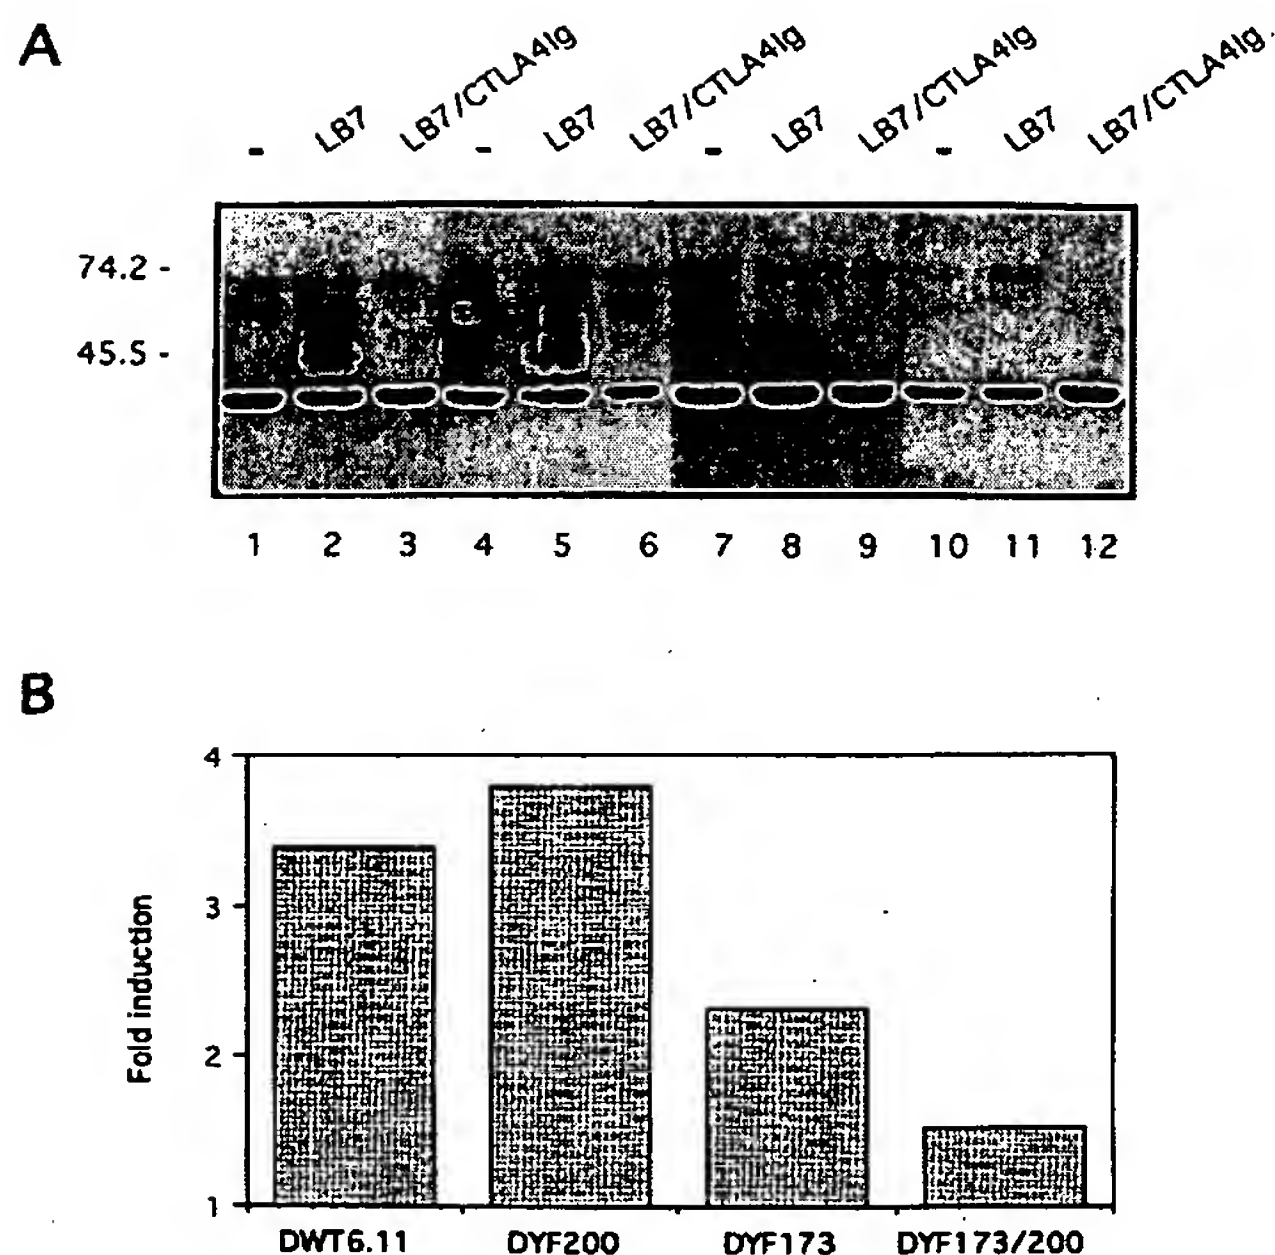 A
- LB7 LB7/CTLA4Ig - LB7 LB7/CTLA4Ig - LB7 LB7/CTLA4Ig - LB7 LB7/CTLA4Ig
74.2 -
45.5 -
1 2 3 4 5 6 7 8 9 10 11 12
B
4
3
2
1
Fold induction
DWT6.11 DYF200 DYF173 DYF173/200